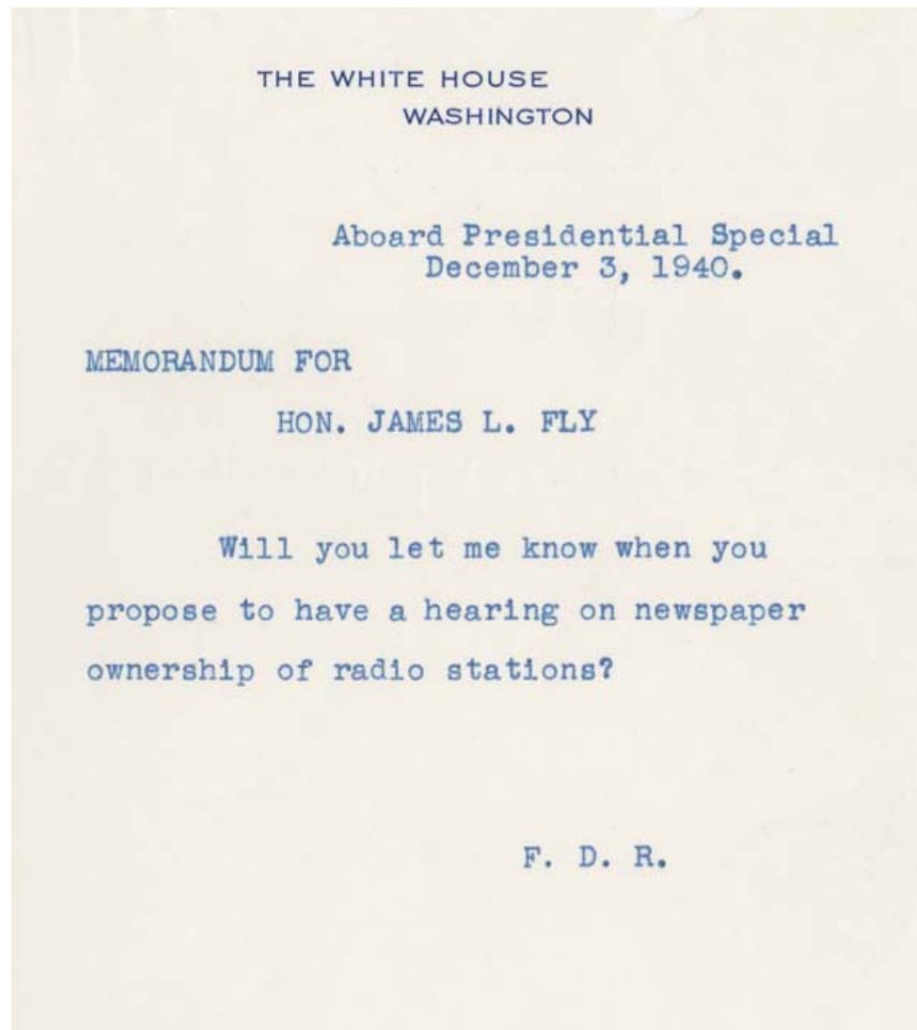 THE WHITE HOUSE
WASHINGTON
Aboard Presidential Special
December 3, 1940.
MEMORANDUM FOR
HON. JAMES L. FLY
Will you let me know when you
propose to have a hearing on newspaper
ownership of radio stations?
F. D. R.